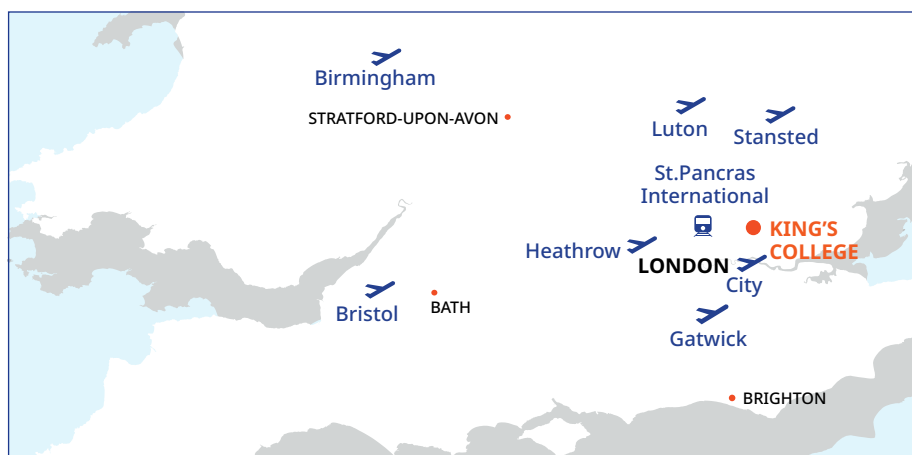 Birmingham
STRATFORD-UPON-AVON
Luton
Stansted
St.Pancras
International
KING'S
COLLEGE
Heathrow
LONDON
City
Bristol
BATH
Gatwick
BRIGHTON